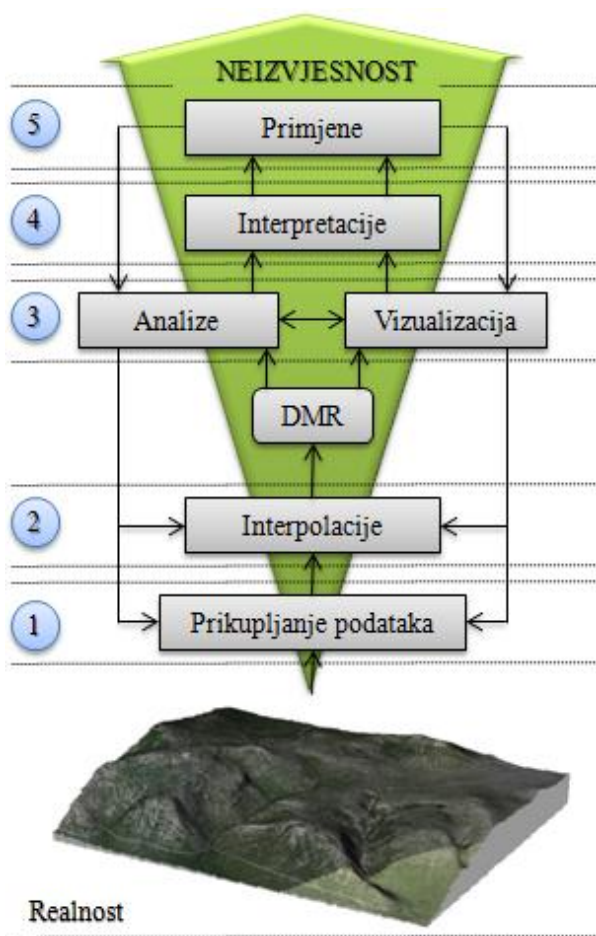 NEIZVJESNOST
5
Primjene
4
Interpretacije
3
Analize
Vizualizacija
DMR
2
Interpolacije
1
Prikupljanje podataka
Realnost